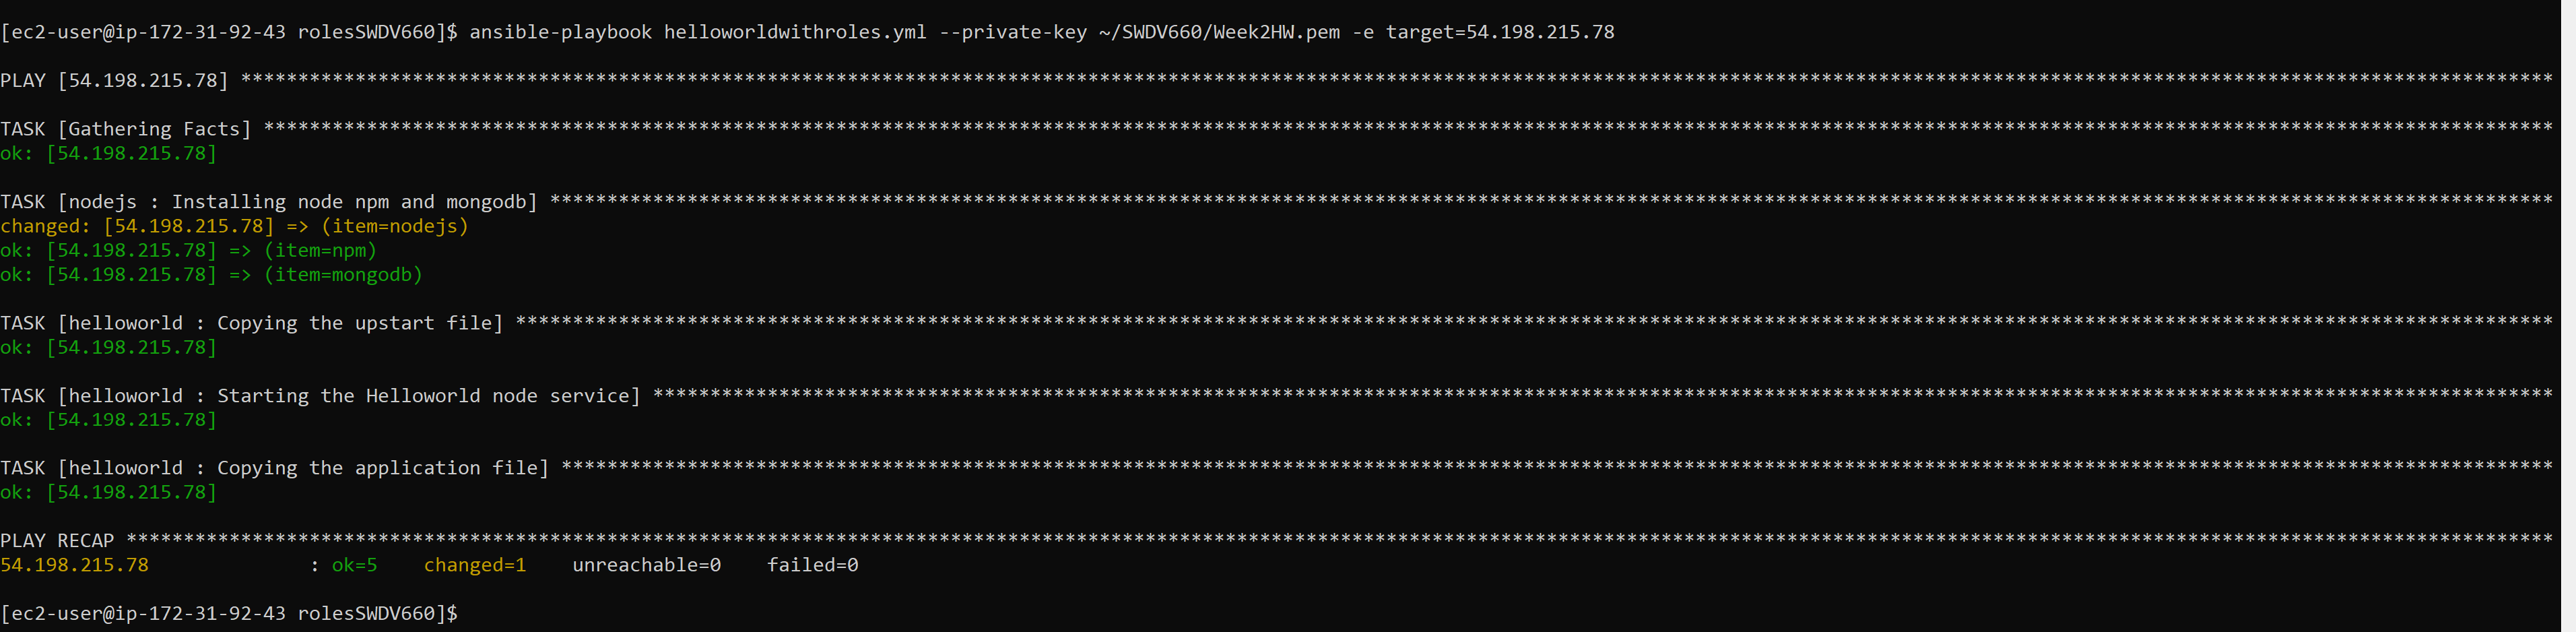 [ec2-user@ip-172-31-92-43 rolesSWDV660]$ ansible-playbook helloworldwithroles.yml --private-key ~/SWDV660/Week2HW.pem -e target=54.198.215.78
PLAY [54.198.215.78] ****************************************************************************************************************************************************************************************************
TASK [Gathering Facts] **************************************************************************************************************************************************************************************************
ok: [54.198.215.78]
TASK [nodejs : Installing node npm and mongodb] *************************************************************************************************************************************************************************
changed: [54.198.215.78] => (item=nodejs)
ok: [54.198.215.78] => (item=npm)
ok: [54.198.215.78] => (item=mongodb)
TASK [helloworld : Copying the upstart file] ****************************************************************************************************************************************************************************
ok: [54.198.215.78]
TASK [helloworld : Starting the Helloworld node service] ****************************************************************************************************************************************************************
ok: [54.198.215.78]
TASK [helloworld : Copying the application file] ************************************************************************************************************************************************************************
ok: [54.198.215.78]
PLAY RECAP **************************************************************************************************************************************************************************************************************
54.198.215.78              : ok=5    changed=1    unreachable=0    failed=0
[ec2-user@ip-172-31-92-43 rolesSWDV660]$